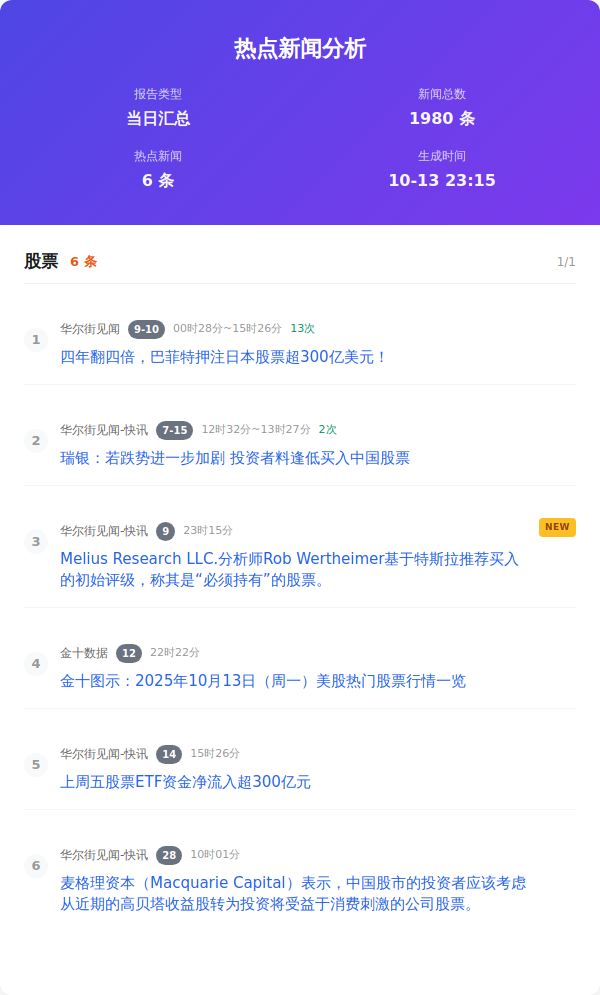 热点新闻分析
报告类型
当日汇总
新闻总数
1980 条
热点新闻
6 条
生成时间
10-13 23:15
股票 6 条 1/1
1
华尔街见闻 9-10 00时28分~15时26分 13次
四年翻四倍，巴菲特押注日本股票超300亿美元！
2
华尔街见闻-快讯 7-15 12时32分~13时27分 2次
瑞银：若跌势进一步加剧 投资者料逢低买入中国股票
3
华尔街见闻-快讯 9 23时15分 NEW
Melius Research LLC.分析师Rob Wertheimer基于特斯拉推荐买入
的初始评级，称其是“必须持有”的股票。
4
金十数据 12 22时22分
金十图示：2025年10月13日（周一）美股热门股票行情一览
5
华尔街见闻-快讯 14 15时26分
上周五股票ETF资金净流入超300亿元
6
华尔街见闻-快讯 28 10时01分
麦格理资本（Macquarie Capital）表示，中国股市的投资者应该考虑
从近期的高贝塔收益股转为投资将受益于消费刺激的公司股票。